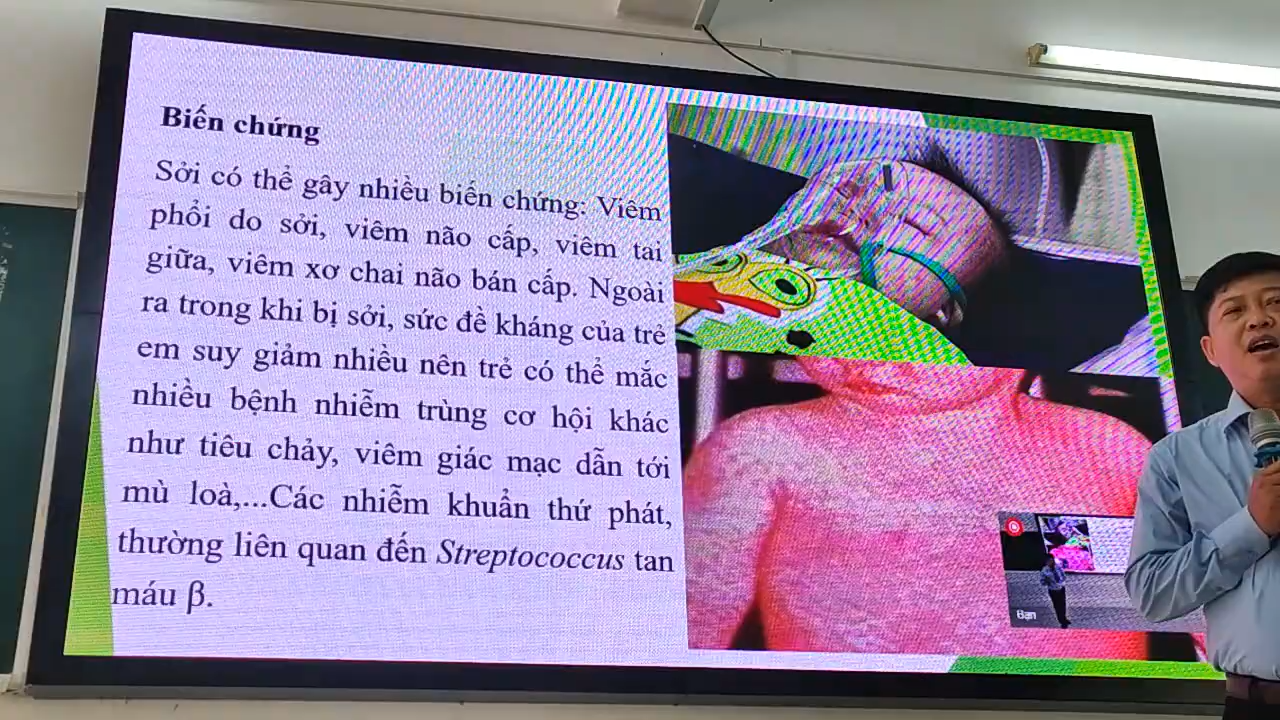 Biến chứng
Sởi có thể gây nhiều biến chứng: Viêm
phổi do sởi, viêm não cấp, viêm tai
giữa, viêm xơ chai não bán cấp. Ngoài
ra trong khi bị sởi, sức đề kháng của trẻ
em suy giảm nhiều nên trẻ có thể mắc
nhiều bệnh nhiễm trùng cơ hội khác
như tiêu chảy, viêm giác mạc dẫn tới
mù loà,...Các nhiễm khuẩn thứ phát,
thường liên quan đến Streptococcus tan
máu β.
Bạn